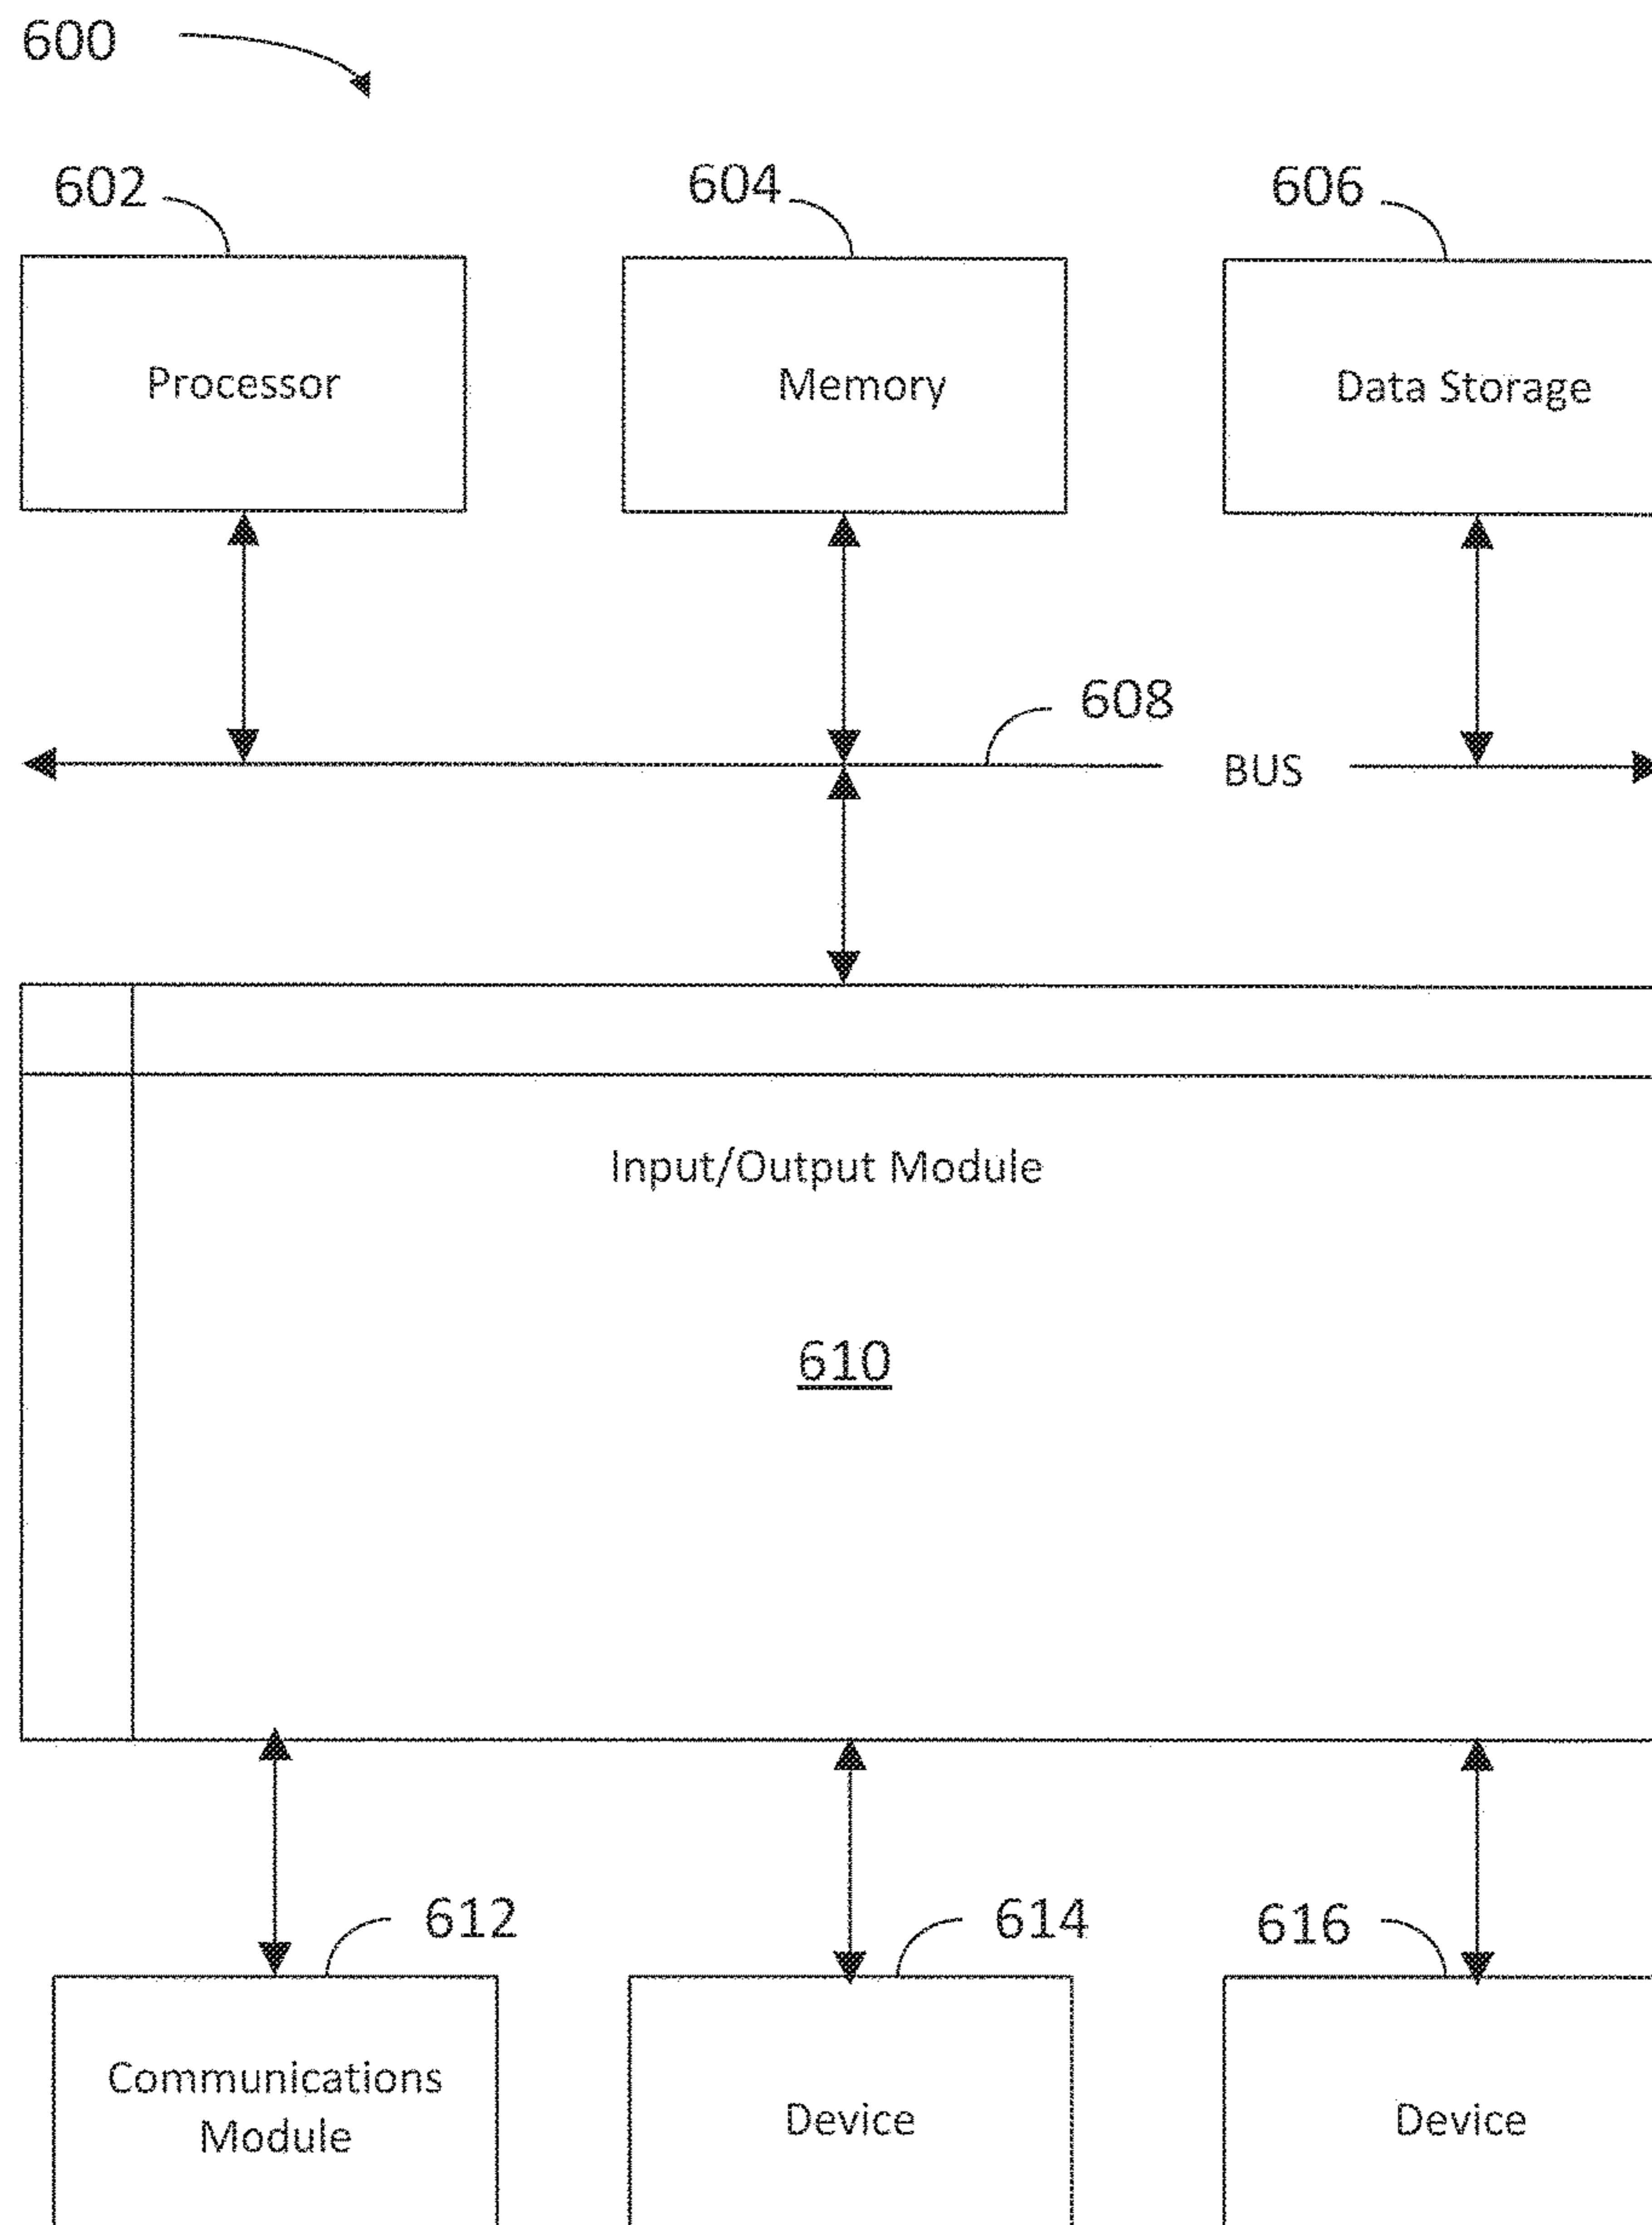 600
602
604
606
Processor
Memory
Data Storage
608
BUS
Input/Output Module
610
612
614
616
Communications
Module
Device
Device